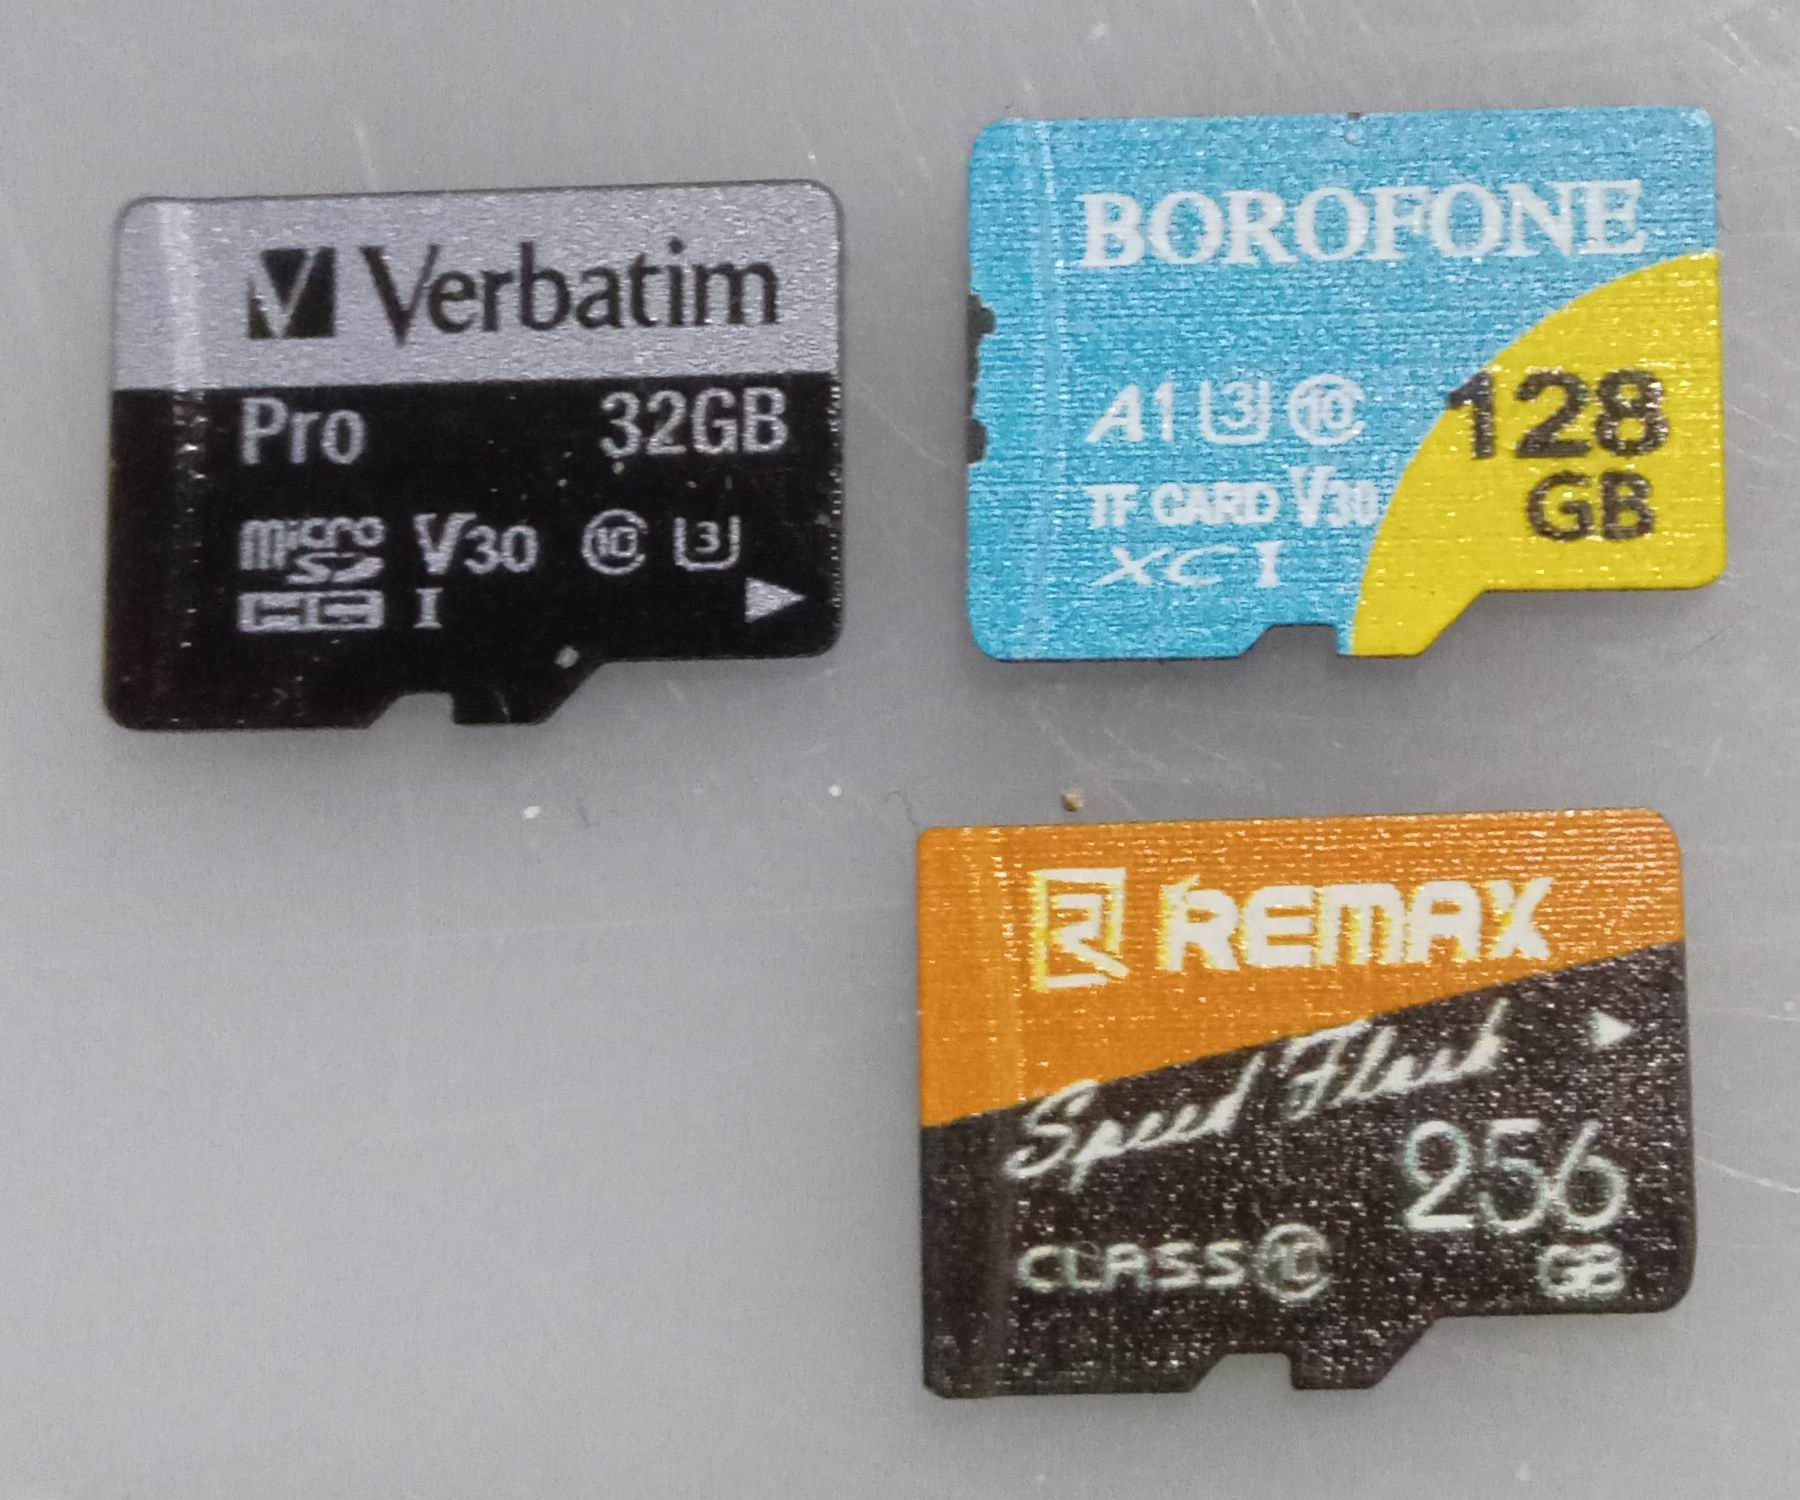 Verbatim
Pro 32GB
micro SD V30 10 U3
HC I
BOROFONE
A1 U3 10
128
GB
TF CARD V30
XC I
REMAX
Speed Flash
256
GB
CLASS 10